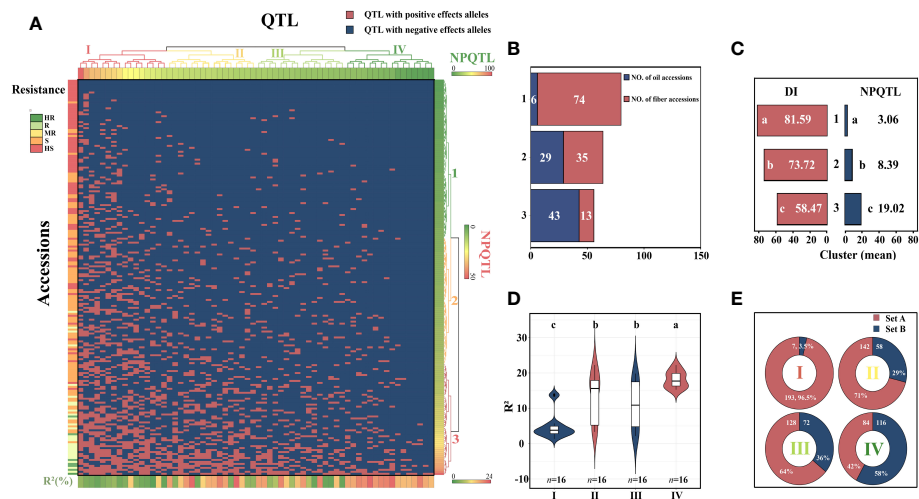 A
QTL
QTL with positive effects alleles
QTL with negative effects alleles
I
II
III
IV
NPQTL
0 100
Resistance
HR
R
MR
S
HS
Accessions
1
2
3
0
50
NPQTL
R²(%)
0 24
B
NO. of oil accessions
NO. of fiber accessions
1 6 74
2 29 35
3 43 13
0 50 100 150
C
DI NPQTL
a 81.59 1 a 3.06
b 73.72 2 b 8.39
c 58.47 3 c 19.02
80 60 40 20 0 0 20 40 60 80
Cluster (mean)
D
c b b a
30
20
10
0
-10
R²
n=16 n=16 n=16 n=16
I II III IV
E
Set A
Set B
7, 3.5%
I
193, 96.5%
142 58
II
29%
71%
128 72
III
36%
64%
84 116
IV
42%
58%